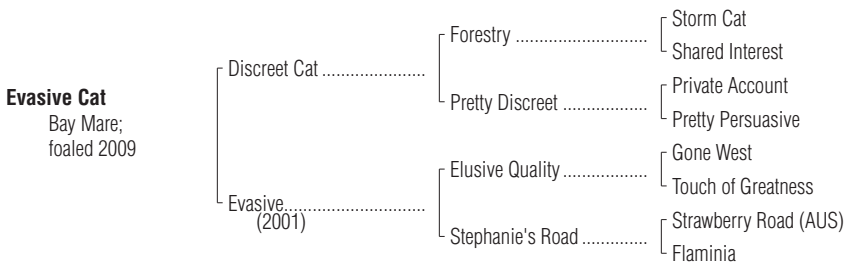 Evasive Cat
Bay Mare;
foaled 2009
Discreet Cat ......................
Evasive..............................
(2001)
Forestry ............................
Pretty Discreet ..................
Elusive Quality ..................
Stephanie's Road ..............
Storm Cat
Shared Interest
Private Account
Pretty Persuasive
Gone West
Touch of Greatness
Strawberry Road (AUS)
Flaminia